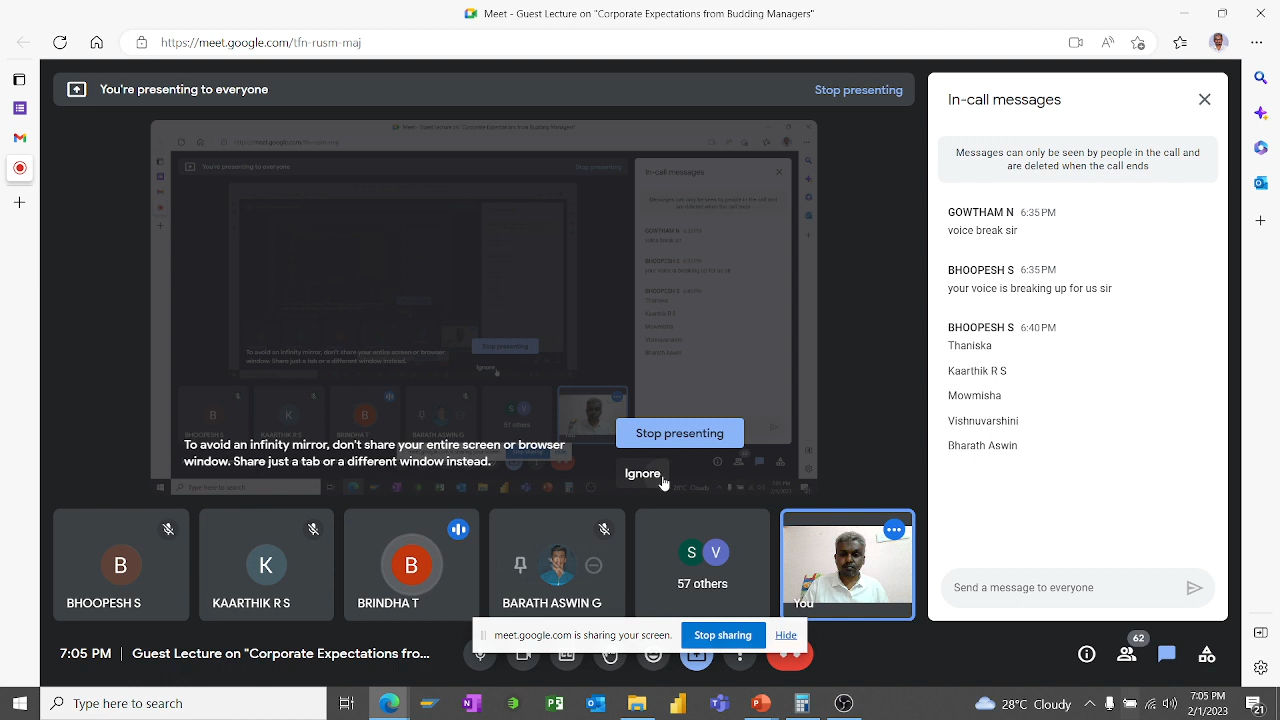 Meet - Guest Lecture on "Corporate Expectations from Budding Managers"
https://meet.google.com/tfn-rusm-maj
You're presenting to everyone
Stop presenting
In-call messages
Messages can only be seen by people in the call and
are deleted when the call ends
GOWTHAM N 6:35 PM
voice break sir
BHOOPESH S 6:35 PM
your voice is breaking up for us sir
BHOOPESH S 6:40 PM
Thaniska
Kaarthik R S
Mowmisha
Vishnuvarshini
Bharath Aswin
Send a message to everyone
To avoid an infinity mirror, don't share your entire screen or browser
window. Share just a tab or a different window instead.
Stop presenting
Ignore
B
BHOOPESH S
K
KAARTHIK R S
B
BRINDHA T
BARATH ASWIN G
S V
57 others
You
meet.google.com is sharing your screen. Stop sharing Hide
7:05 PM | Guest Lecture on "Corporate Expectations fro...
62
Type here to search
28°C Cloudy
7:05 PM
2/1/2023
21